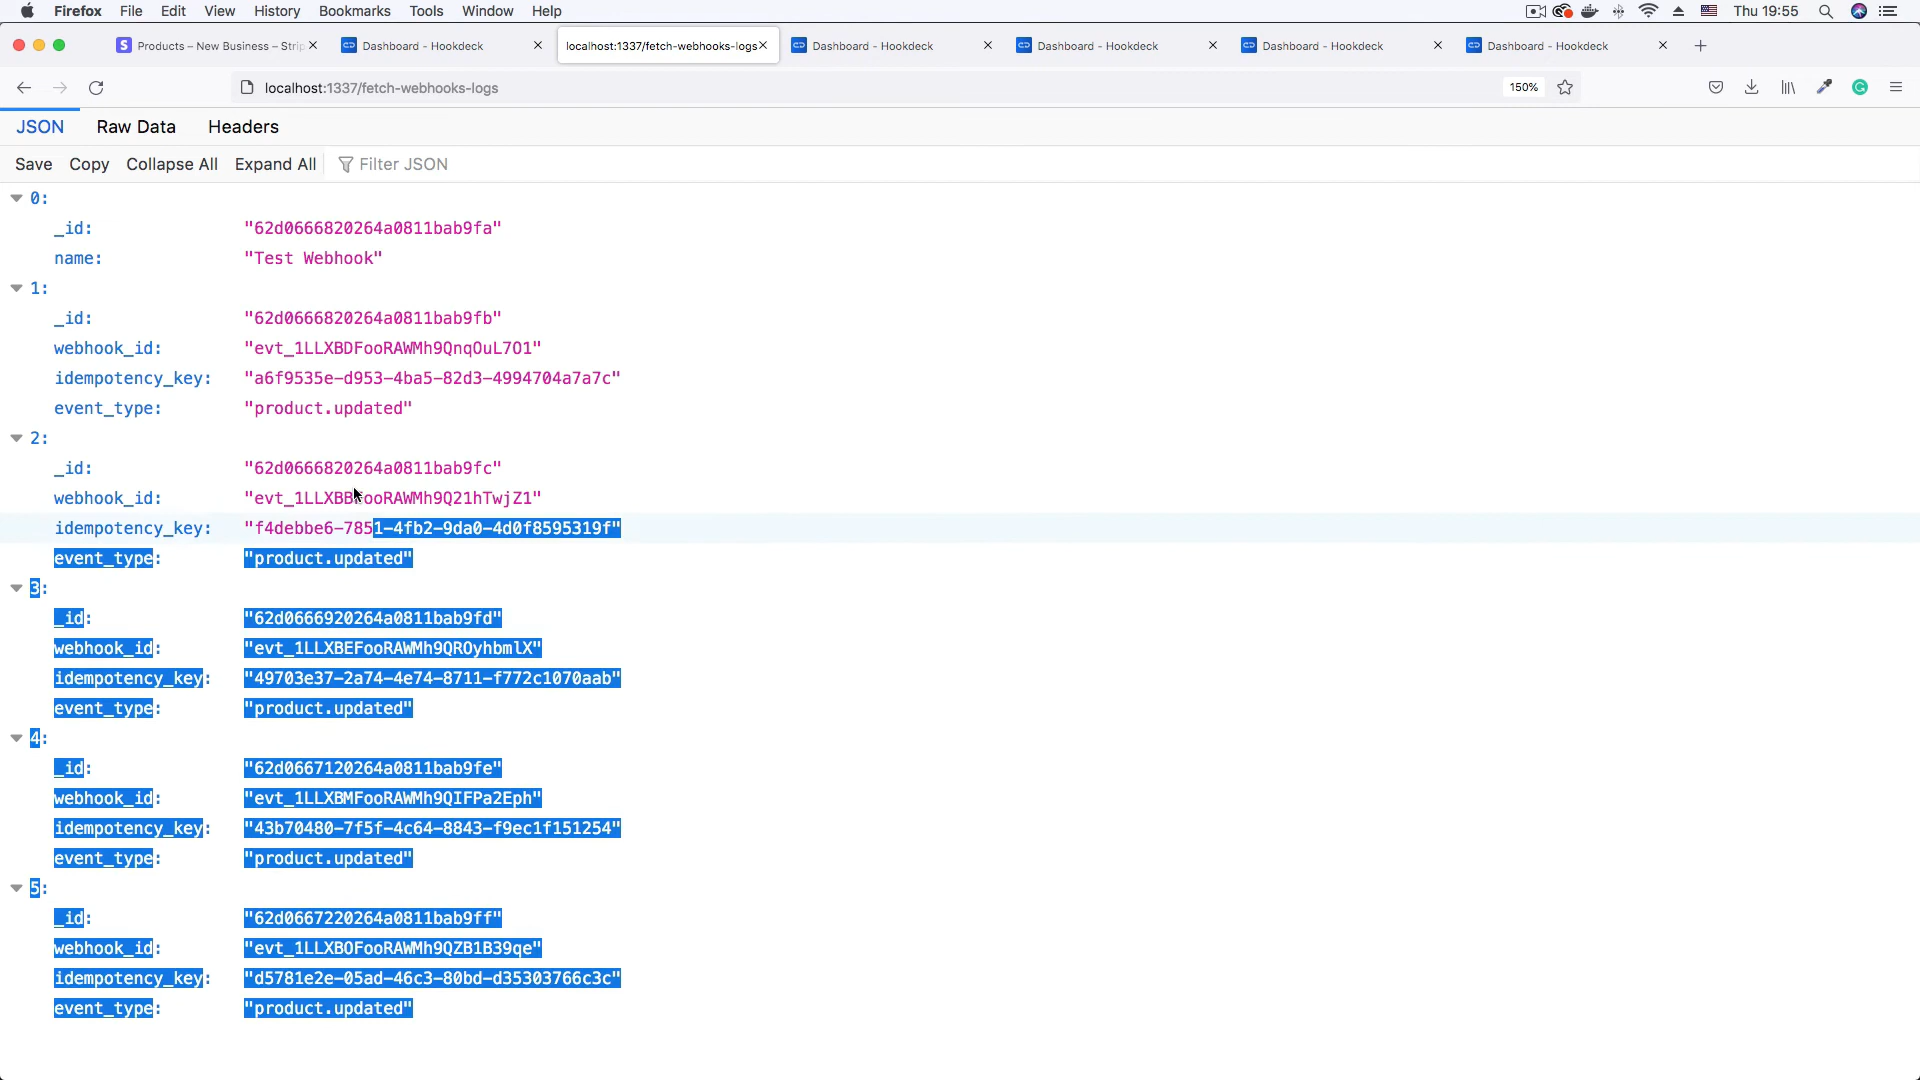 Firefox File Edit View History Bookmarks Tools Window Help Thu 19:55
Products – New Business – Strip Dashboard - Hookdeck localhost:1337/fetch-webhooks-logs Dashboard - Hookdeck Dashboard - Hookdeck Dashboard - Hookdeck Dashboard - Hookdeck
localhost:1337/fetch-webhooks-logs 150%
JSON Raw Data Headers
Save Copy Collapse All Expand All Filter JSON
0:
_id: "62d0666820264a0811bab9fa"
name: "Test Webhook"
1:
_id: "62d0666820264a0811bab9fb"
webhook_id: "evt_1LLXBDFooRAWMh9QnqOuL7O1"
idempotency_key: "a6f9535e-d953-4ba5-82d3-4994704a7a7c"
event_type: "product.updated"
2:
_id: "62d0666820264a0811bab9fc"
webhook_id:
idempotency_key: "f4debbe6-7851-4fb2-9da0-4d0f8595319f"
event_type: "product.updated"
3:
_id: "62d0666920264a0811bab9fd"
webhook_id: "evt_1LLXBEFooRAWMh9QROyhbmlX"
idempotency_key: "49703e37-2a74-4e74-8711-f772c1070aab"
event_type: "product.updated"
4:
_id: "62d0667120264a0811bab9fe"
webhook_id: "evt_1LLXBMFooRAWMh9QIFPa2Eph"
idempotency_key: "43b70480-7f5f-4c64-8843-f9ec1f151254"
event_type: "product.updated"
5:
_id: "62d0667220264a0811bab9ff"
webhook_id: "evt_1LLXBOFooRAWMh9QZB1B39qe"
idempotency_key: "d5781e2e-05ad-46c3-80bd-d35303766c3c"
event_type: "product.updated"